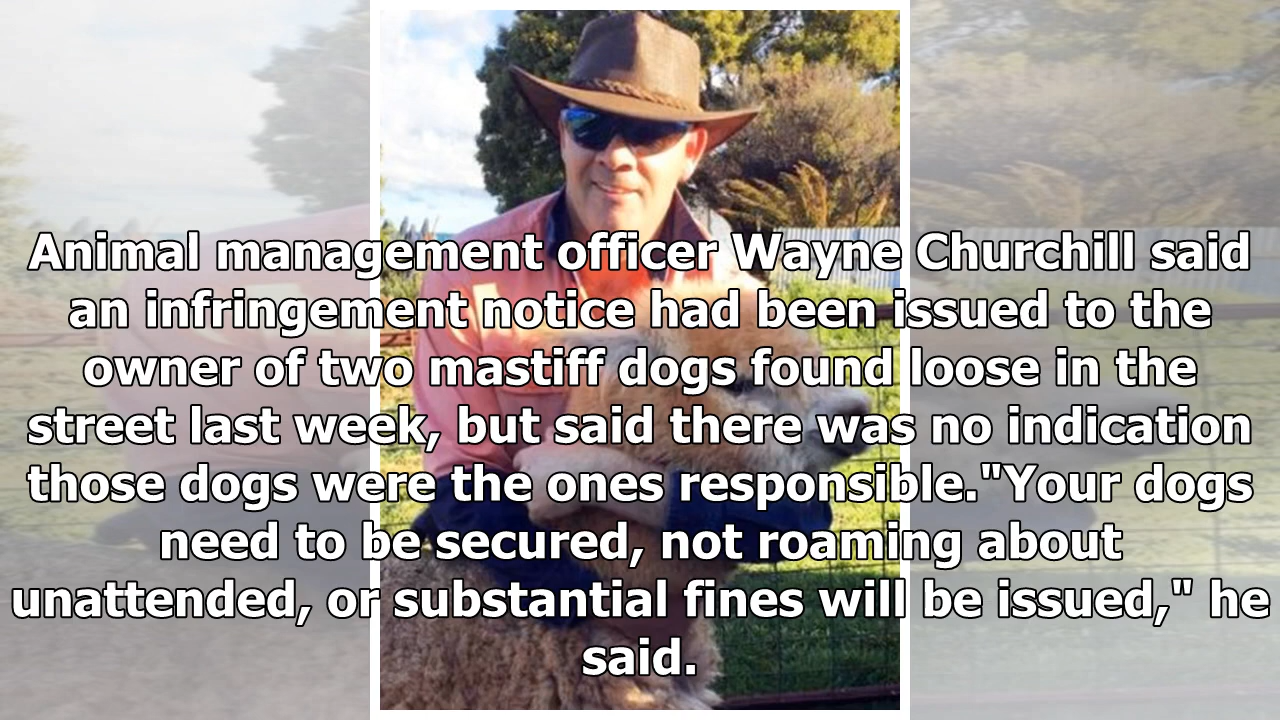 Animal management officer Wayne Churchill said
an infringement notice had been issued to the
owner of two mastiff dogs found loose in the
street last week, but said there was no indication
those dogs were the ones responsible."Your dogs
need to be secured, not roaming about
unattended, or substantial fines will be issued," he
said.